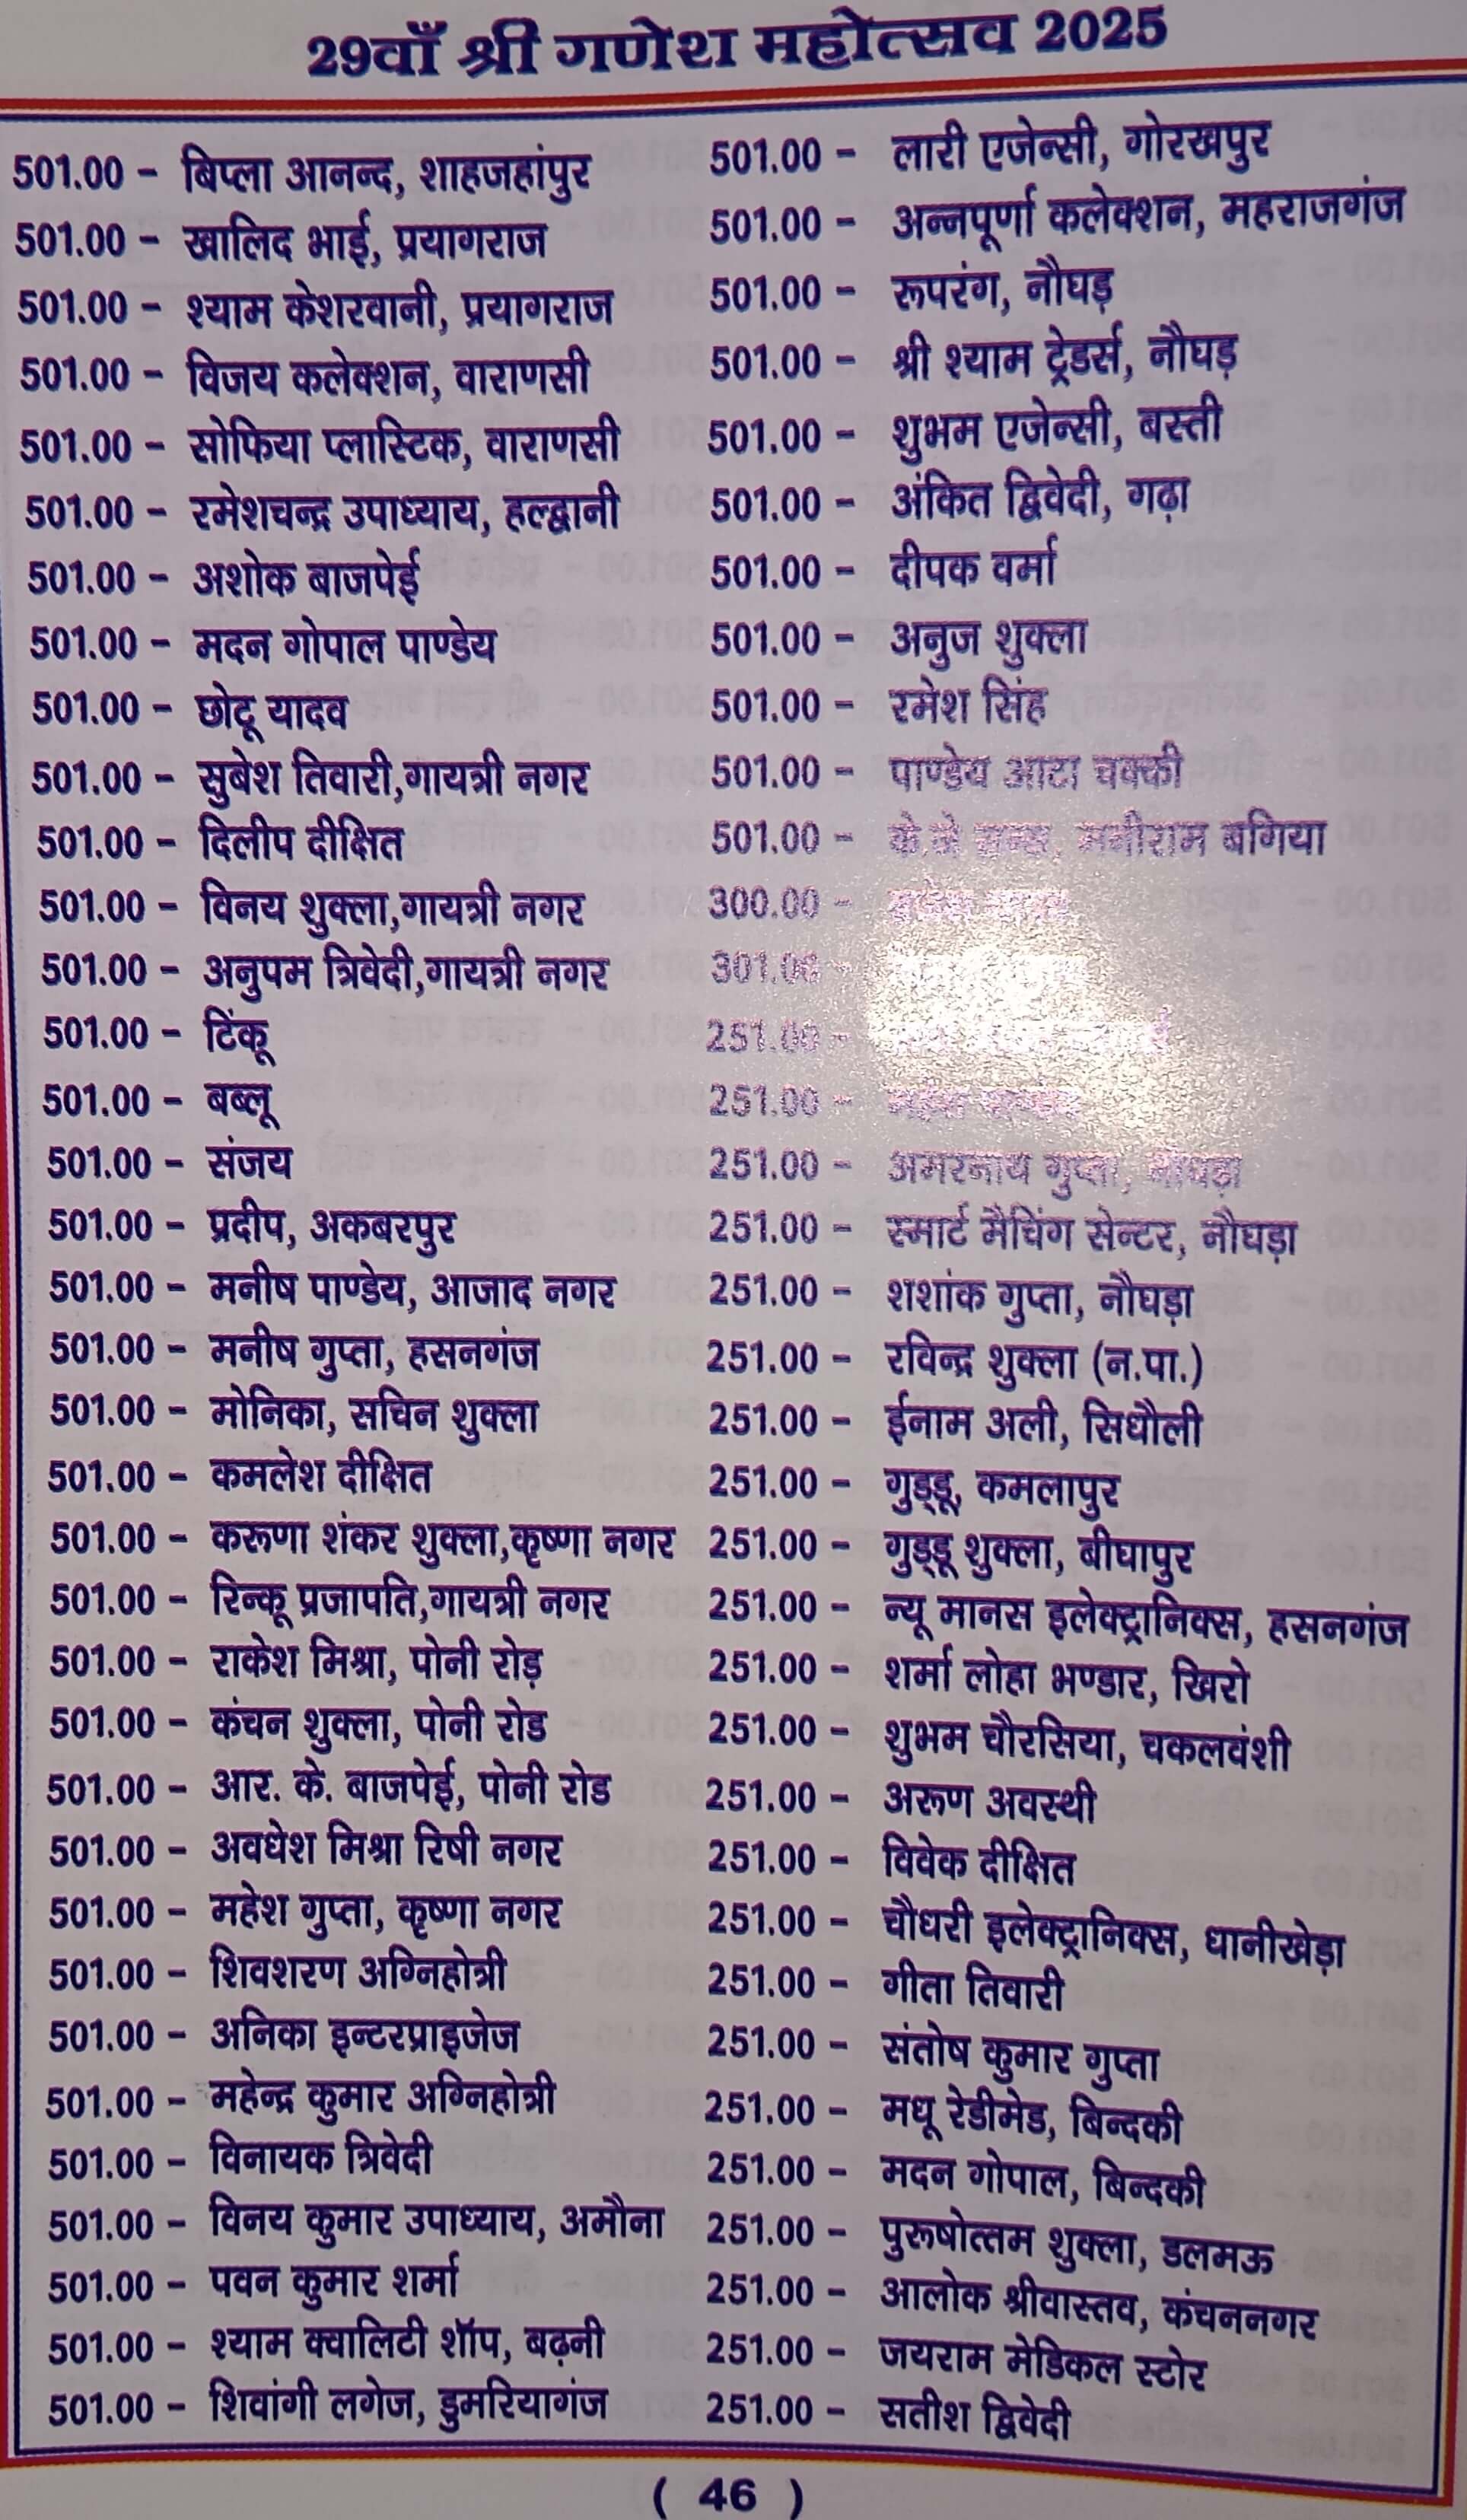 29वाँ श्री गणेश महोत्सव 2025
501.00 - बिप्ला आनन्द, शाहजहांपुर
501.00 - खालिद भाई, प्रयागराज
501.00 - श्याम केशरवानी, प्रयागराज
501.00 - विजय कलेक्शन, वाराणसी
501.00 - सोफिया प्लास्टिक, वाराणसी
501.00 - रमेशचन्द्र उपाध्याय, हल्द्वानी
501.00 - अशोक बाजपेई
501.00 - मदन गोपाल पाण्डेय
501.00 - छोटू यादव
501.00 - सुबेश तिवारी,गायत्री नगर
501.00 - दिलीप दीक्षित
501.00 - विनय शुक्ला,गायत्री नगर
501.00 - अनुपम त्रिवेदी,गायत्री नगर
501.00 - टिंकू
501.00 - बब्लू
501.00 - संजय
501.00 - प्रदीप, अकबरपुर
501.00 - मनीष पाण्डेय, आजाद नगर
501.00 - मनीष गुप्ता, हसनगंज
501.00 - मोनिका, सचिन शुक्ला
501.00 - कमलेश दीक्षित
501.00 - करूणा शंकर शुक्ला,कृष्णा नगर
501.00 - रिन्कू प्रजापति,गायत्री नगर
501.00 - राकेश मिश्रा, पोनी रोड़
501.00 - कंचन शुक्ला, पोनी रोड
501.00 - आर. के. बाजपेई, पोनी रोड
501.00 - अवधेश मिश्रा रिषी नगर
501.00 - महेश गुप्ता, कृष्णा नगर
501.00 - शिवशरण अग्निहोत्री
501.00 - अनिका इन्टरप्राइजेज
501.00 - महेन्द्र कुमार अग्निहोत्री
501.00 - विनायक त्रिवेदी
501.00 - विनय कुमार उपाध्याय, अमौना
501.00 - पवन कुमार शर्मा
501.00 - श्याम क्वालिटी शॉप, बढ़नी
501.00 - शिवांगी लगेज, डुमरियागंज
501.00 - लारी एजेन्सी, गोरखपुर
501.00 - अन्नपूर्णा कलेक्शन, महराजगंज
501.00 - रूपरंग, नौघड़
501.00 - श्री श्याम ट्रेडर्स, नौघड़
501.00 - शुभम एजेन्सी, बस्ती
501.00 - अंकित द्विवेदी, गढ़ा
501.00 - दीपक वर्मा
501.00 - अनुज शुक्ला
501.00 - रमेश सिंह
501.00 - पाण्डेय आटा चक्की
501.00 - के.जे मनीराम बगिया
300.00 -
301.00 -
251.00 -
251.00 -
251.00 - अमरनाथ गुप्ता,
251.00 - स्मार्ट मैचिंग सेन्टर, नौघड़ा
251.00 - शशांक गुप्ता, नौघड़ा
251.00 - रविन्द्र शुक्ला (न.पा.)
251.00 - ईनाम अली, सिधौली
251.00 - गुड्डू, कमलापुर
251.00 - गुड्डू शुक्ला, बीघापुर
251.00 - न्यू मानस इलेक्ट्रानिक्स, हसनगंज
251.00 - शर्मा लोहा भण्डार, खिरो
251.00 - शुभम चौरसिया, चकलवंशी
251.00 - अरूण अवस्थी
251.00 - विवेक दीक्षित
251.00 - चौधरी इलेक्ट्रानिक्स, धानीखेड़ा
251.00 - गीता तिवारी
251.00 - संतोष कुमार गुप्ता
251.00 - मधू रेडीमेड, बिन्दकी
251.00 - मदन गोपाल, बिन्दकी
251.00 - पुरूषोत्तम शुक्ला, डलमऊ
251.00 - आलोक श्रीवास्तव, कंचननगर
251.00 - जयराम मेडिकल स्टोर
251.00 - सतीश द्विवेदी
( 46 )